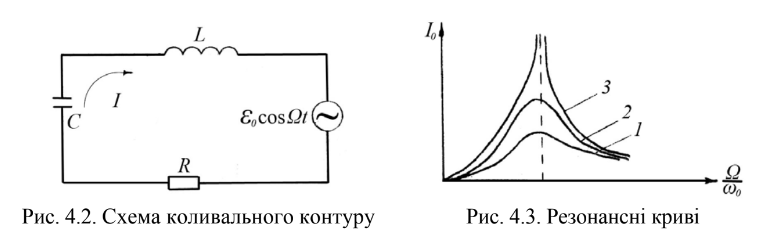 L
C
I
ℰ₀cosΩt
R
I₀
3
2
1
Ω/ω₀
Рис. 4.2. Схема коливального контуру
Рис. 4.3. Резонансні криві